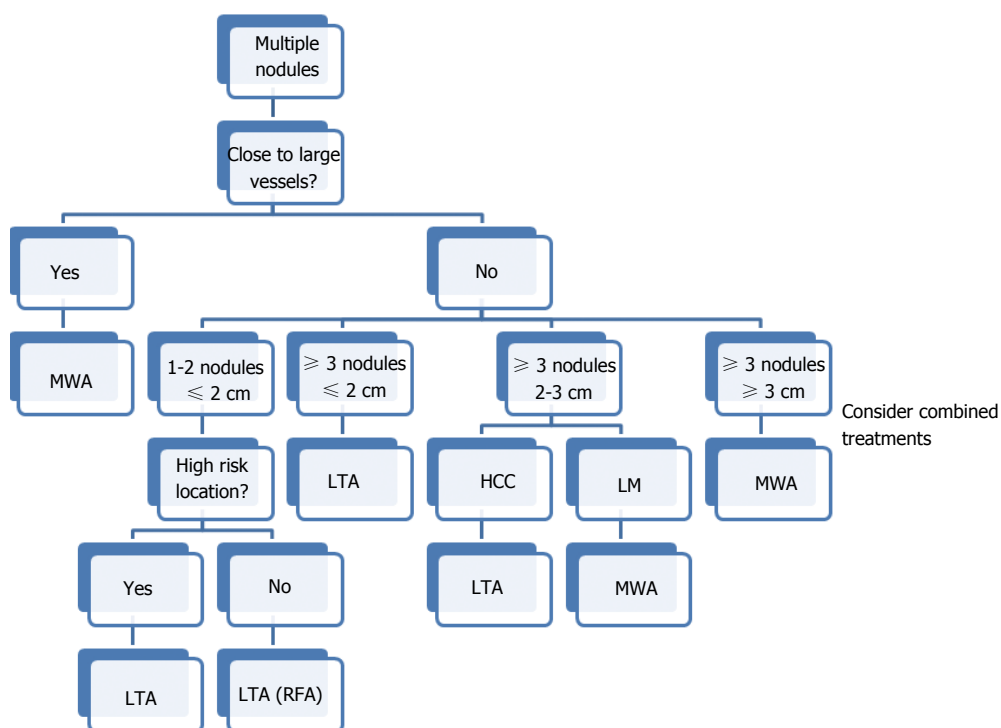 Multiple
nodules
Close to large
vessels?
Yes
No
MWA
1-2 nodules
≤ 2 cm
≥ 3 nodules
≤ 2 cm
≥ 3 nodules
2-3 cm
≥ 3 nodules
≥ 3 cm
Consider combined
treatments
High risk
location?
LTA
HCC
LM
MWA
Yes
No
LTA
MWA
LTA
LTA (RFA)